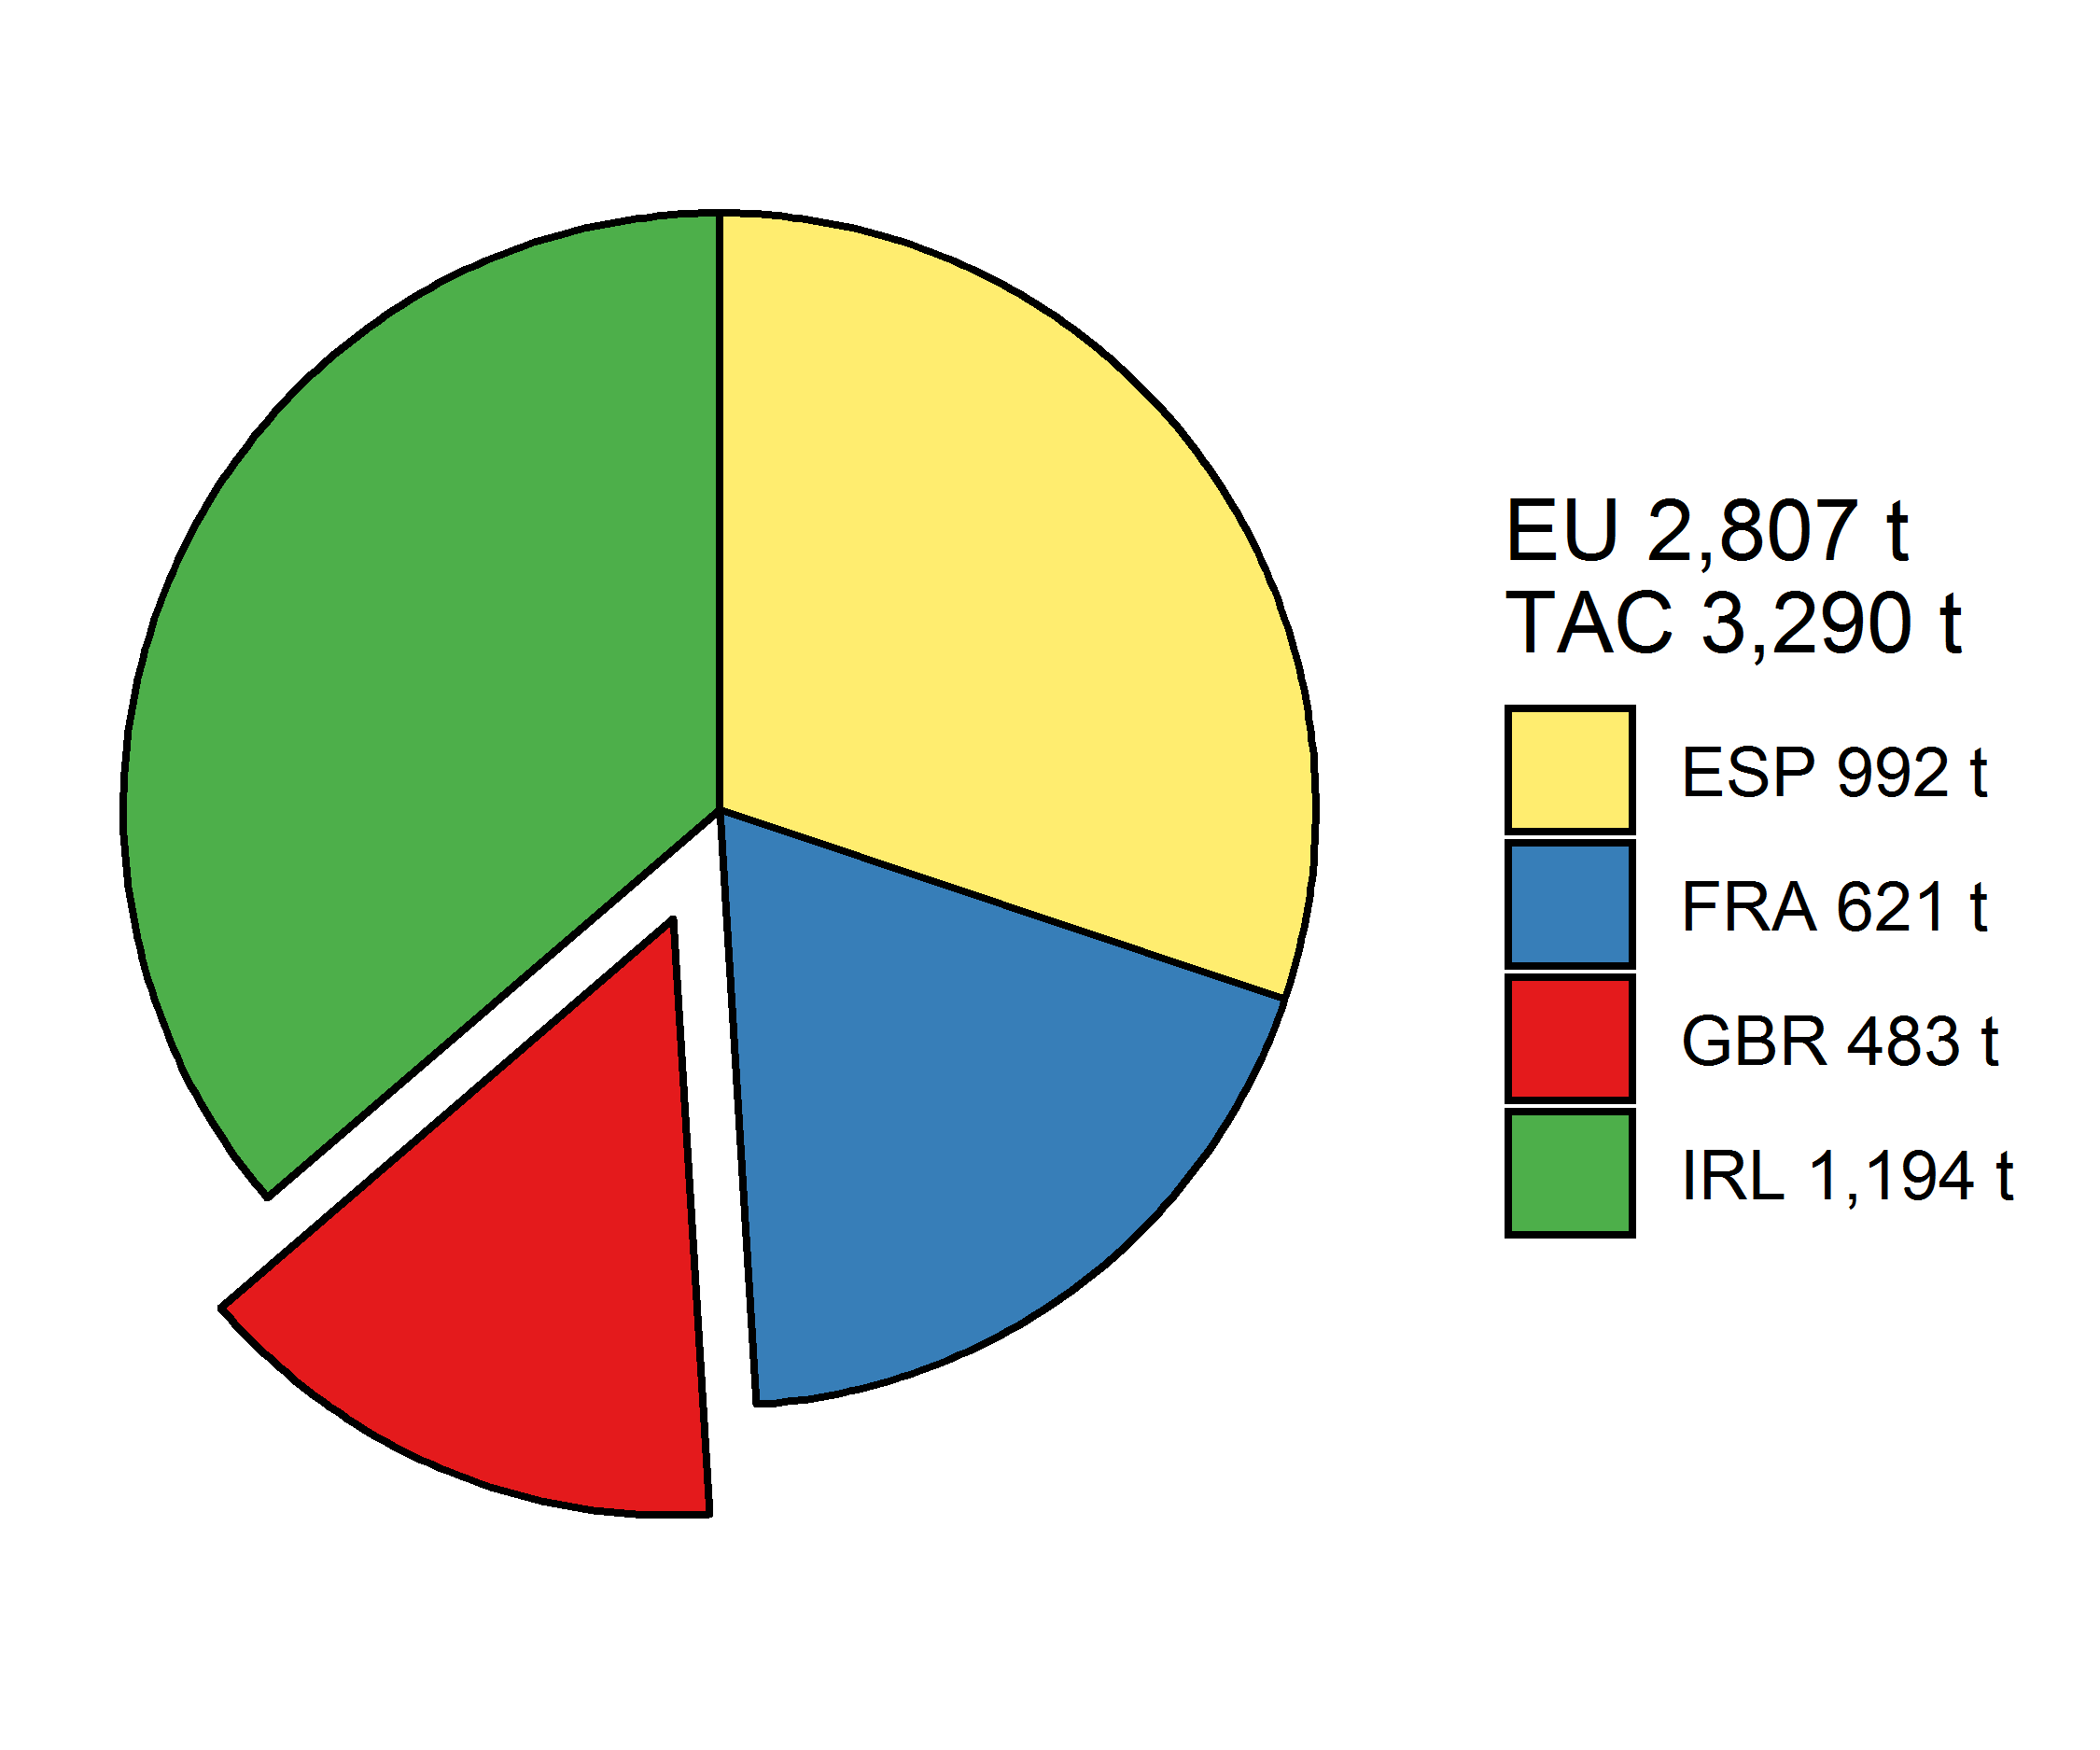 EU 2,807 t
TAC 3,290 t
ESP 992 t
FRA 621 t
GBR 483 t
IRL 1,194 t